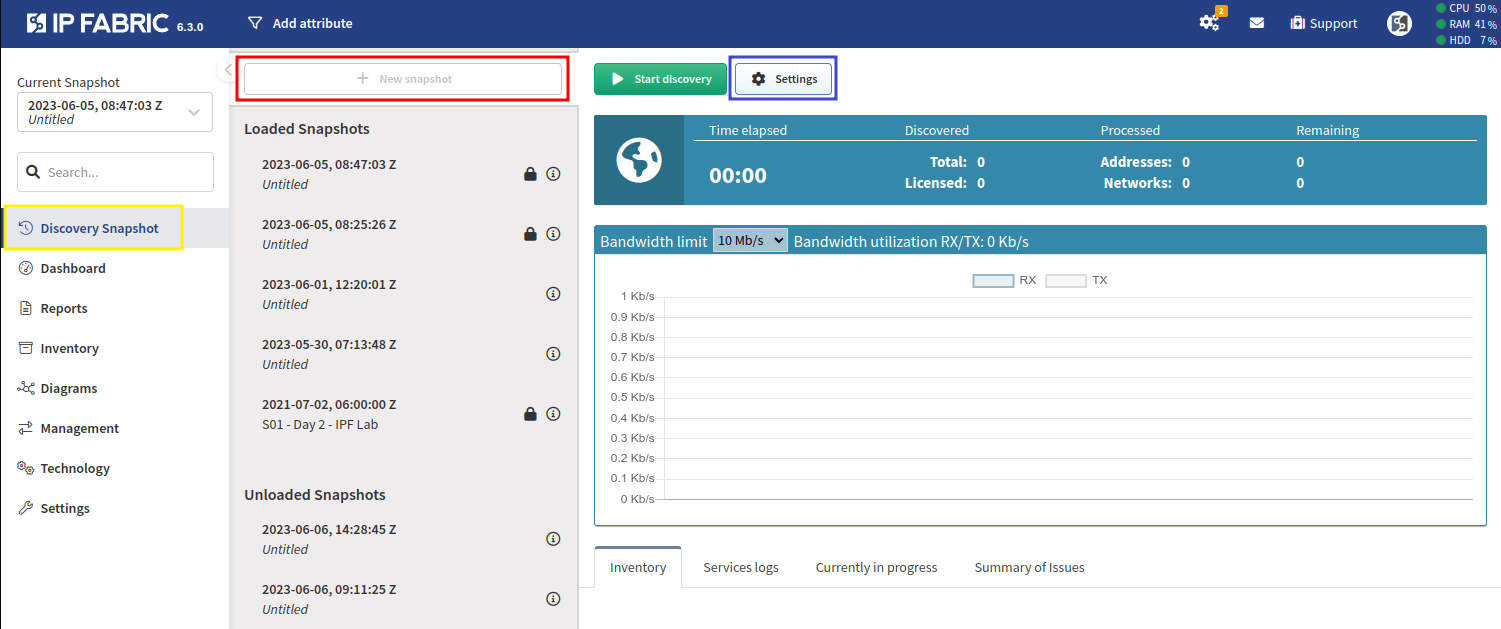 IP FABRIC 6.3.0
Add attribute
2
Support
CPU 50 %
RAM 41 %
HDD 7 %
Current Snapshot
2023-06-05, 08:47:03 Z
Untitled
Search...
Discovery Snapshot
Dashboard
Reports
Inventory
Diagrams
Management
Technology
Settings
New snapshot
Loaded Snapshots
2023-06-05, 08:47:03 Z
Untitled
2023-06-05, 08:25:26 Z
Untitled
2023-06-01, 12:20:01 Z
Untitled
2023-05-30, 07:13:48 Z
Untitled
2021-07-02, 06:00:00 Z
S01 - Day 2 - IPF Lab
Unloaded Snapshots
2023-06-06, 14:28:45 Z
Untitled
2023-06-06, 09:11:25 Z
Untitled
Start discovery
Settings
Time elapsed Discovered Processed Remaining
00:00
Total: 0 Addresses: 0 0
Licensed: 0 Networks: 0 0
Bandwidth limit 10 Mb/s Bandwidth utilization RX/TX: 0 Kb/s
RX TX
1 Kb/s
0.9 Kb/s
0.8 Kb/s
0.7 Kb/s
0.6 Kb/s
0.5 Kb/s
0.4 Kb/s
0.3 Kb/s
0.2 Kb/s
0.1 Kb/s
0 Kb/s
Inventory Services logs Currently in progress Summary of Issues